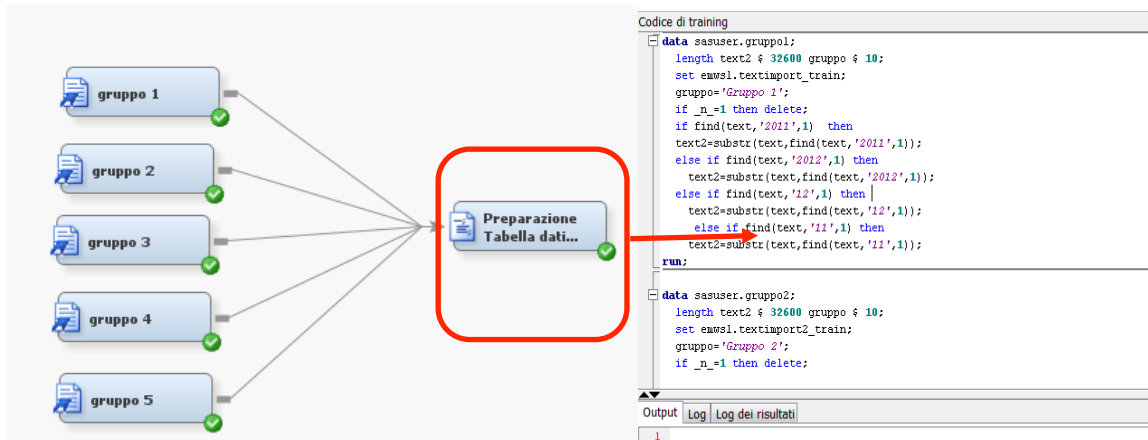 gruppo 1
gruppo 2
gruppo 3
gruppo 4
gruppo 5
Preparazione
Tabella dati...
Codice di training
data sasuser.gruppo1;
length text2 $ 32600 gruppo $ 10;
set emws1.textimport_train;
gruppo='Gruppo 1';
if _n_=1 then delete;
if find(text,'2011',1)  then
text2=substr(text,find(text,'2011',1));
else if find(text,'2012',1) then
text2=substr(text,find(text,'2012',1));
else if find(text,'12',1) then
text2=substr(text,find(text,'12',1));
else if find(text,'11',1) then
text2=substr(text,find(text,'11',1));
run;
data sasuser.gruppo2;
length text2 $ 32600 gruppo $ 10;
set emws1.textimport2_train;
gruppo='Gruppo 2';
if _n_=1 then delete;
Output Log Log dei risultati
1